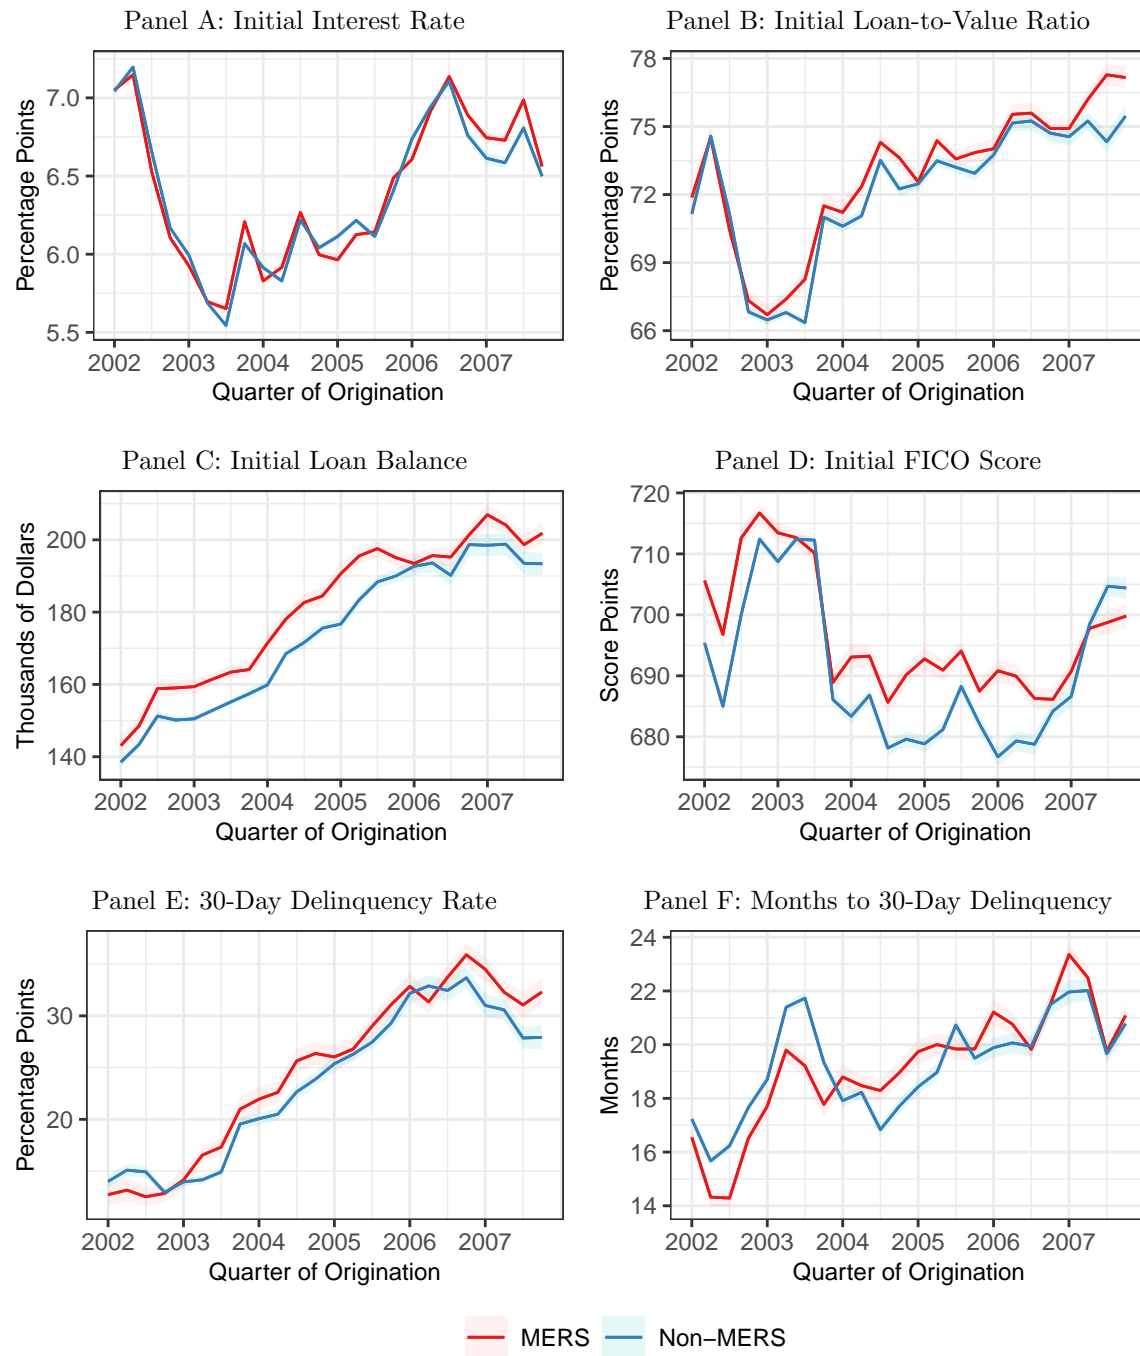 Panel A: Initial Interest Rate
Percentage Points
7.0
6.5
6.0
5.5
2002 2003 2004 2005 2006 2007
Quarter of Origination
Panel B: Initial Loan-to-Value Ratio
Percentage Points
78
75
72
69
66
2002 2003 2004 2005 2006 2007
Quarter of Origination
Panel C: Initial Loan Balance
Thousands of Dollars
200
180
160
140
2002 2003 2004 2005 2006 2007
Quarter of Origination
Panel D: Initial FICO Score
Score Points
720
710
700
690
680
2002 2003 2004 2005 2006 2007
Quarter of Origination
Panel E: 30-Day Delinquency Rate
Percentage Points
30
20
2002 2003 2004 2005 2006 2007
Quarter of Origination
Panel F: Months to 30-Day Delinquency
Months
24
22
20
18
16
14
2002 2003 2004 2005 2006 2007
Quarter of Origination
MERS Non−MERS